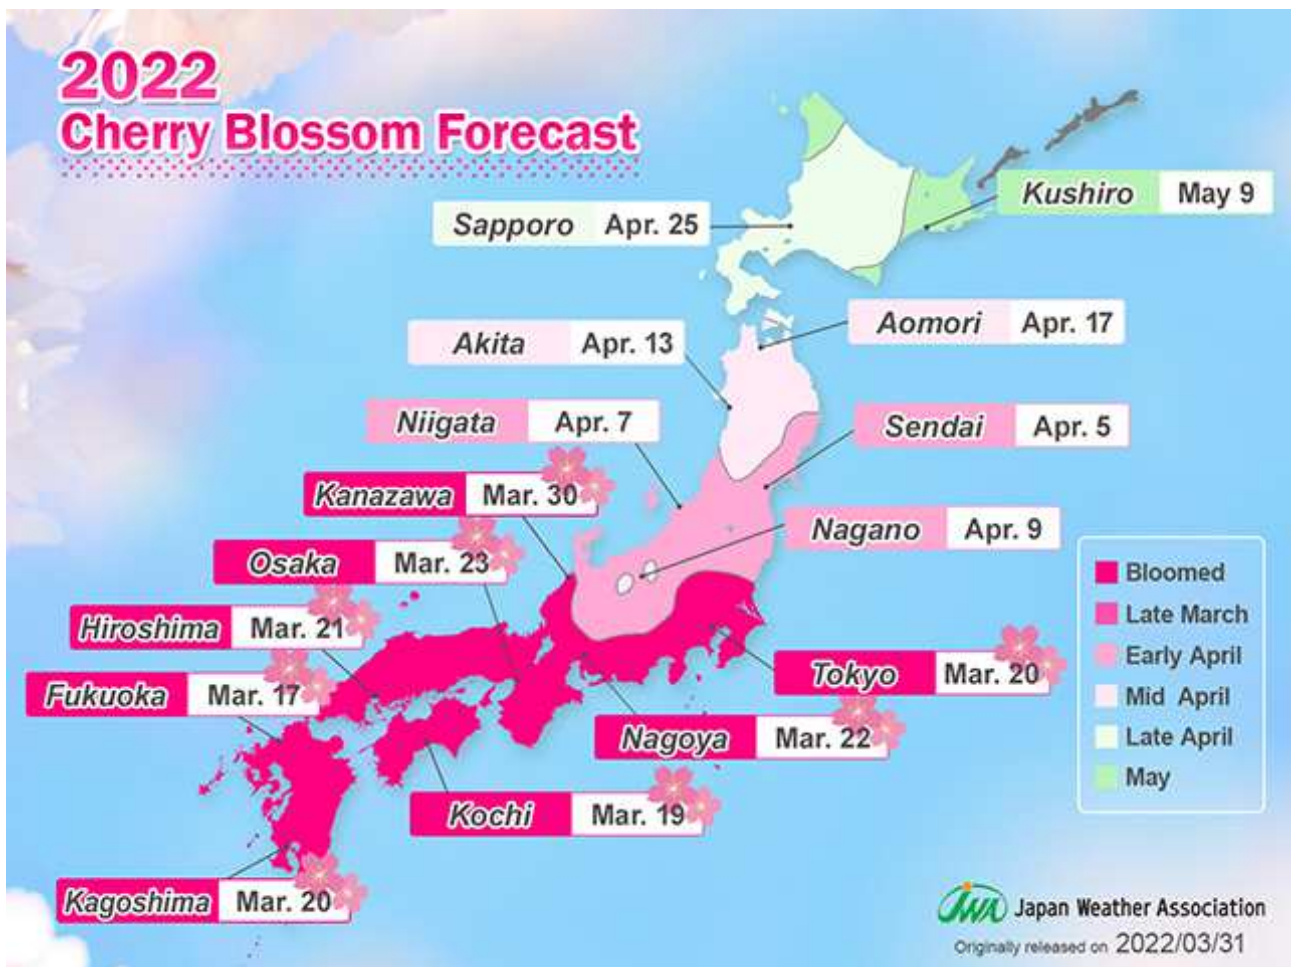 2022
Cherry Blossom Forecast
Kushiro May 9
Sapporo Apr. 25
Aomori Apr. 17
Akita Apr. 13
Niigata Apr. 7
Sendai Apr. 5
Kanazawa Mar. 30
Nagano Apr. 9
Osaka Mar. 23
Hiroshima Mar. 21
Tokyo Mar. 20
Fukuoka Mar. 17
Nagoya Mar. 22
Kochi Mar. 19
Kagoshima Mar. 20
Bloomed
Late March
Early April
Mid April
Late April
May
JWA Japan Weather Association
Originally released on 2022/03/31